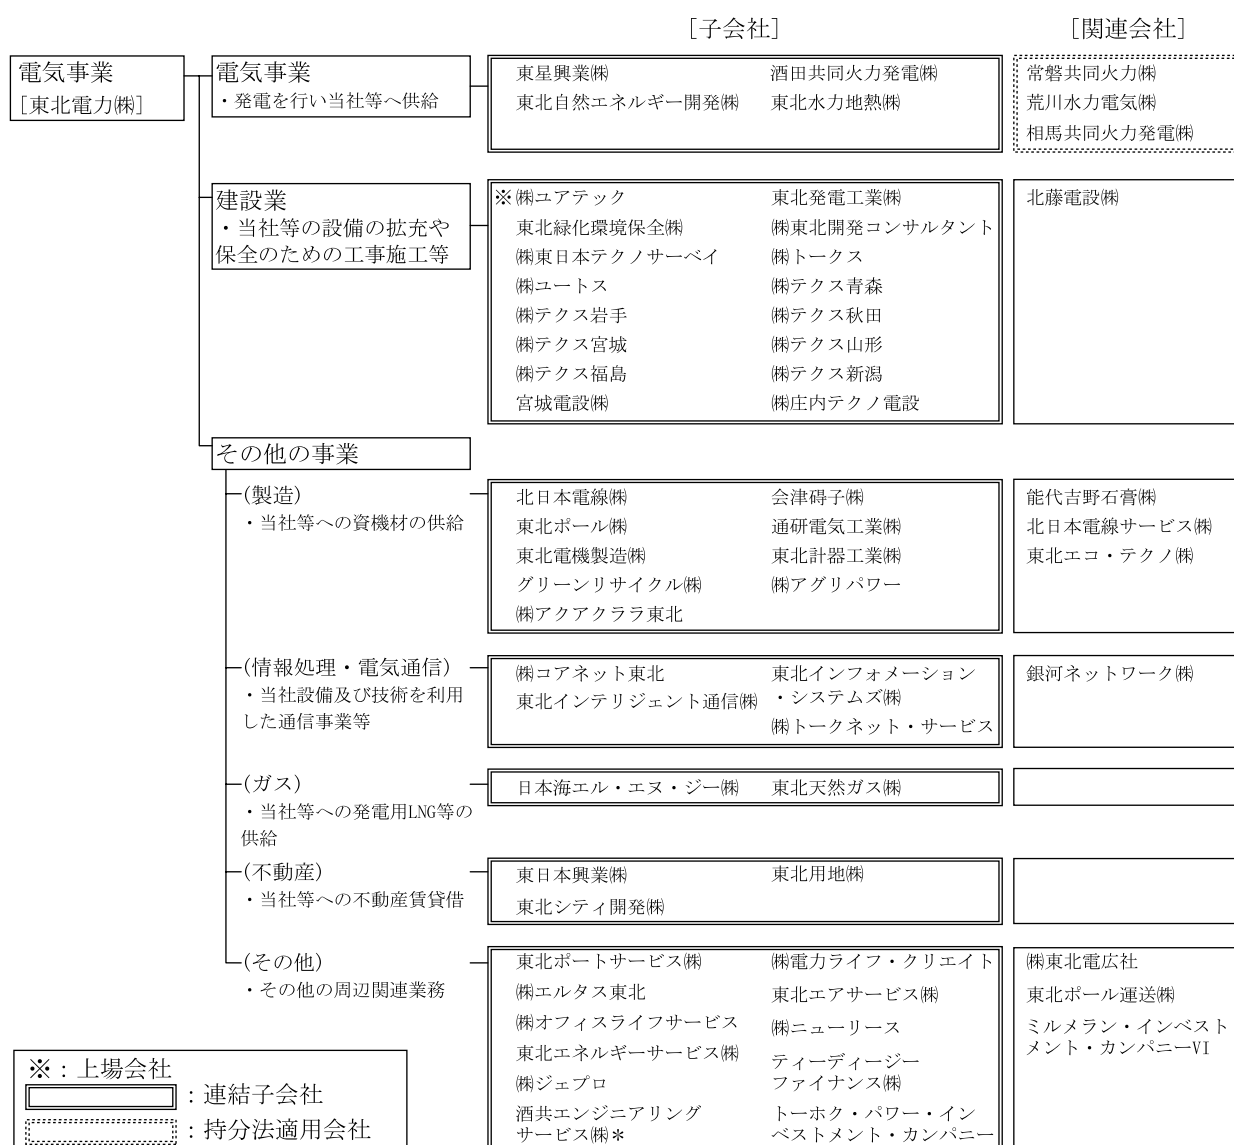 [子会社]
[関連会社]
電気事業
[東北電力㈱]
電気事業
・発電を行い当社等へ供給
東星興業㈱
酒田共同火力発電㈱
東北自然エネルギー開発㈱
東北水力地熱㈱
常磐共同火力㈱
荒川水力電気㈱
相馬共同火力発電㈱
建設業
・当社等の設備の拡充や
保全のための工事施工等
※㈱ユアテック
東北発電工業㈱
東北緑化環境保全㈱
㈱東北開発コンサルタント
㈱東日本テクノサーベイ
㈱トークス
㈱ユートス
㈱テクス青森
㈱テクス岩手
㈱テクス秋田
㈱テクス宮城
㈱テクス山形
㈱テクス福島
㈱テクス新潟
宮城電設㈱
㈱庄内テクノ電設
北藤電設㈱
その他の事業
(製造)
・当社等への資機材の供給
北日本電線㈱
会津碍子㈱
東北ポール㈱
通研電気工業㈱
東北電機製造㈱
東北計器工業㈱
グリーンリサイクル㈱
㈱アグリパワー
㈱アクアクララ東北
能代吉野石膏㈱
北日本電線サービス㈱
東北エコ・テクノ㈱
(情報処理・電気通信)
・当社設備及び技術を利用
した通信事業等
㈱コアネット東北
東北インフォメーション
・システムズ㈱
東北インテリジェント通信㈱
㈱トークネット・サービス
銀河ネットワーク㈱
(ガス)
・当社等への発電用LNG等の
供給
日本海エル・エヌ・ジー㈱
東北天然ガス㈱
(不動産)
・当社等への不動産賃貸借
東日本興業㈱
東北用地㈱
東北シティ開発㈱
(その他)
・その他の周辺関連業務
東北ポートサービス㈱
㈱電力ライフ・クリエイト
㈱エルタス東北
東北エアサービス㈱
㈱オフィスライフサービス
㈱ニューリース
東北エネルギーサービス㈱
ティーディージー
ファイナンス㈱
㈱ジェプロ
酒共エンジニアリング
サービス㈱＊
トーホク・パワー・イン
ベストメント・カンパニー
㈱東北電広社
東北ポール運送㈱
ミルメラン・インベスト
メント・カンパニーVI
※：上場会社
：連結子会社
：持分法適用会社